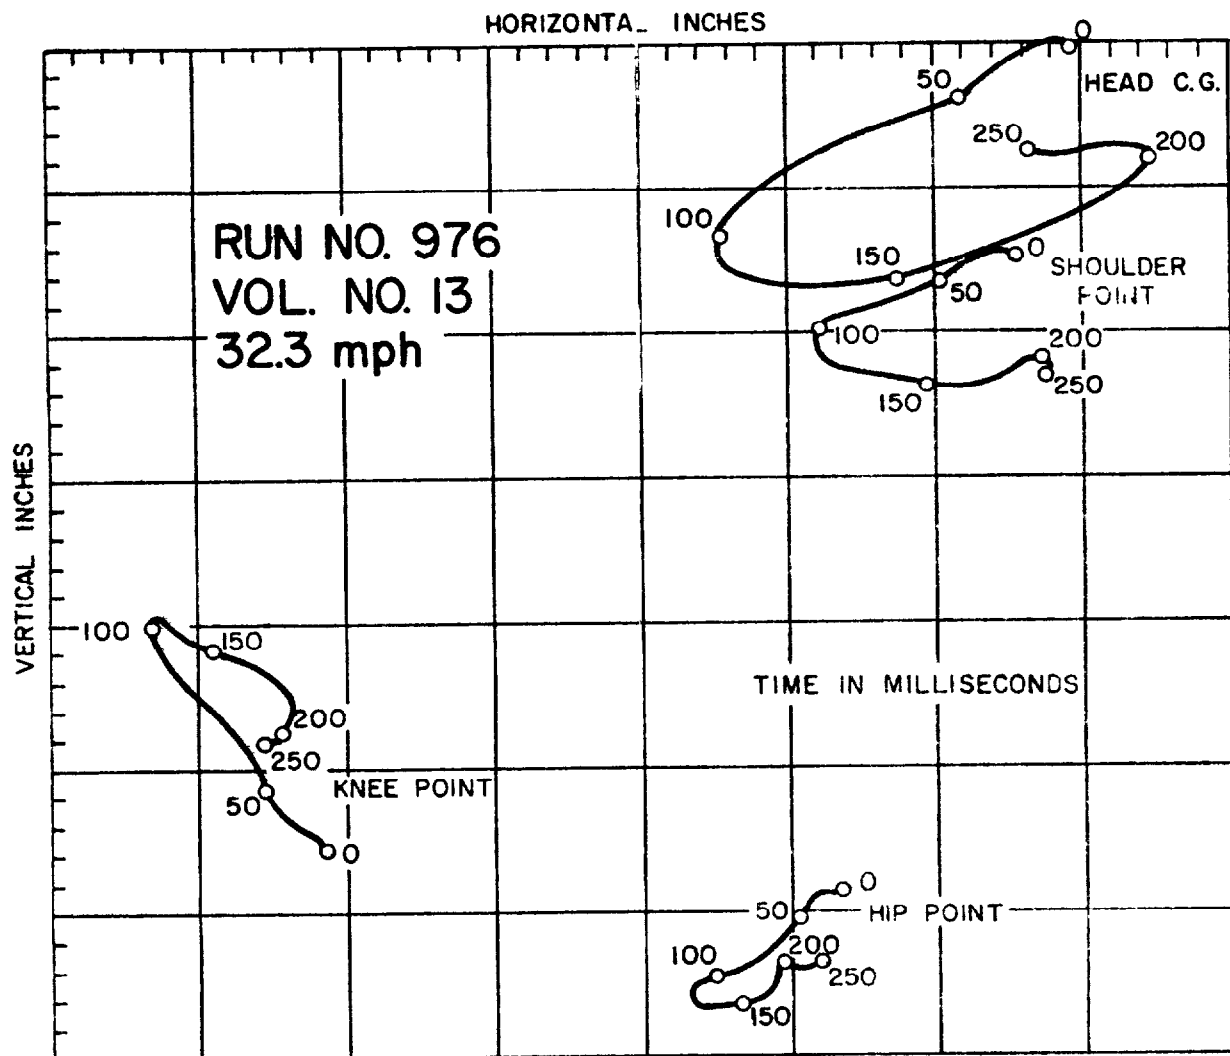 HORIZONTA_ INCHES
0
50
HEAD C.G.
250
200
100
RUN NO. 976
VOL. NO. 13
32.3 mph
150
0
50
SHOULDER
POINT
100
200
250
150
VERTICAL INCHES
100
150
TIME IN MILLISECONDS
200
250
KNEE POINT
50
0
0
50
HIP POINT
100
200
250
150